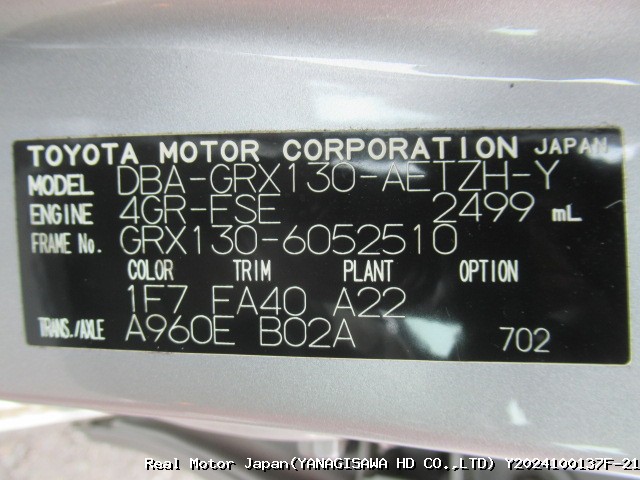 TOYOTA MOTOR CORPORATION JAPAN
MODEL DBA-GRX130-AETZH-Y
ENGINE 4GR-FSE 2499 mL
FRAME No. GRX130-6052510
COLOR TRIM PLANT OPTION
1F7 FA40 A22
TRANS./AXLE A960E B02A 702
Real Motor Japan(YANAGISAWA HD CO.,LTD) Y2024100137F-21